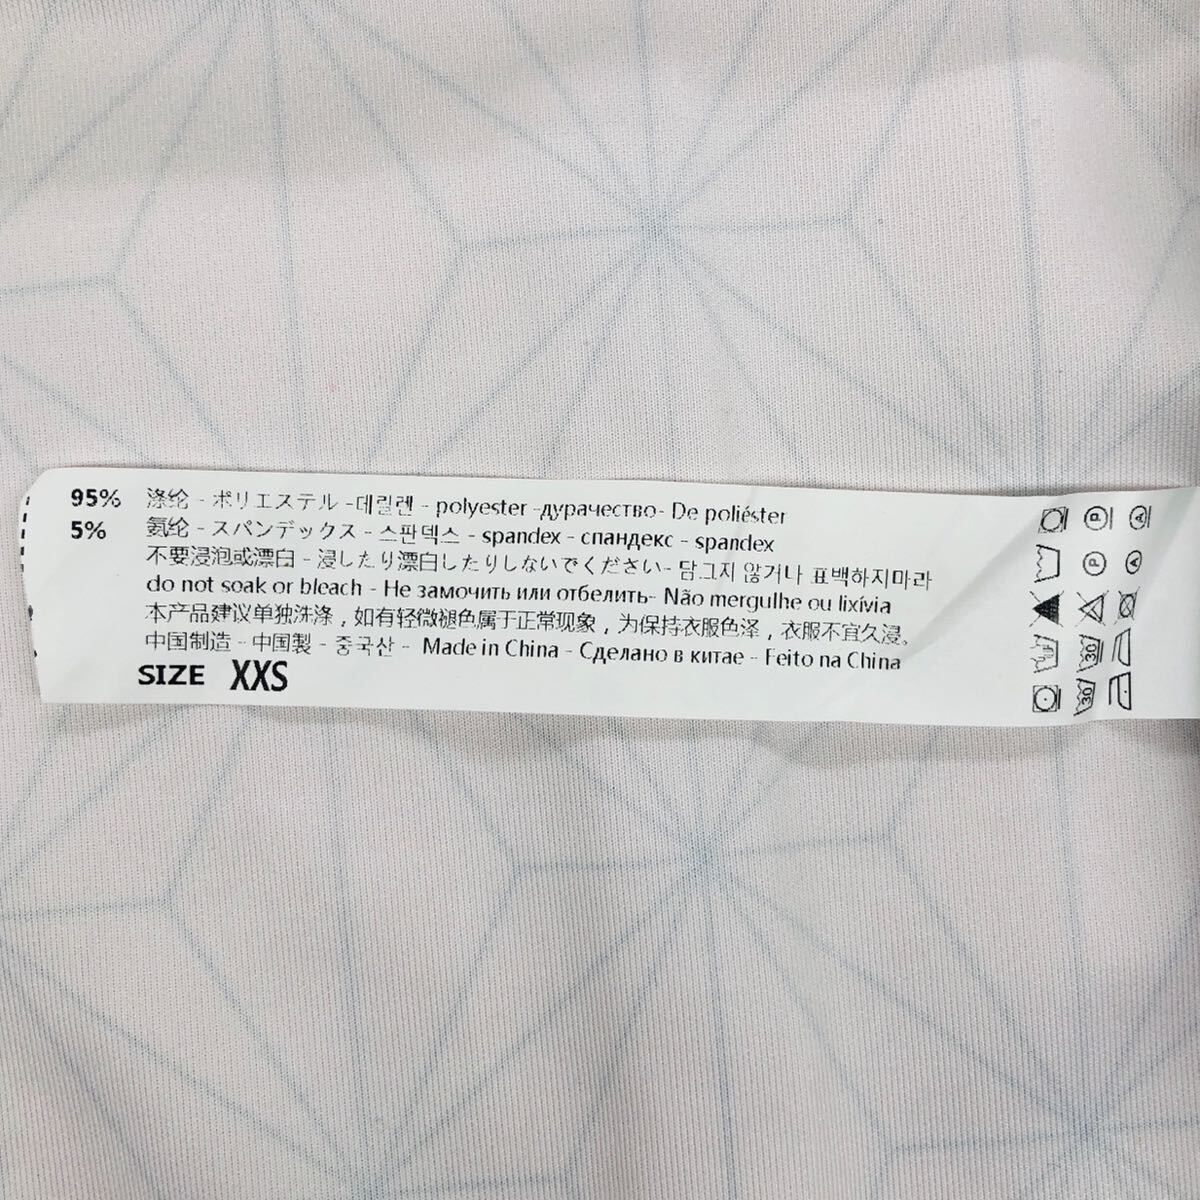 95% 涤纶 - ポリエステル -데릴렌 - polyester -дурачество- De poliéster
5% 氨纶 - スパンデックス - 스판덱스 - spandex - спандекс - spandex
不要浸泡或漂白 - 浸したり漂白したりしないでください- 담그지 않거나 표백하지마라
do not soak or bleach - Не замочить или отбелить- Não mergulhe ou lixívia
本产品建议单独洗涤，如有轻微褪色属于正常现象，为保持衣服色泽，衣服不宜久浸。
中国制造 - 中国製 - 중국산 - Made in China - Сделано в китае - Feito na China
SIZE XXS
P A
P A
30
30